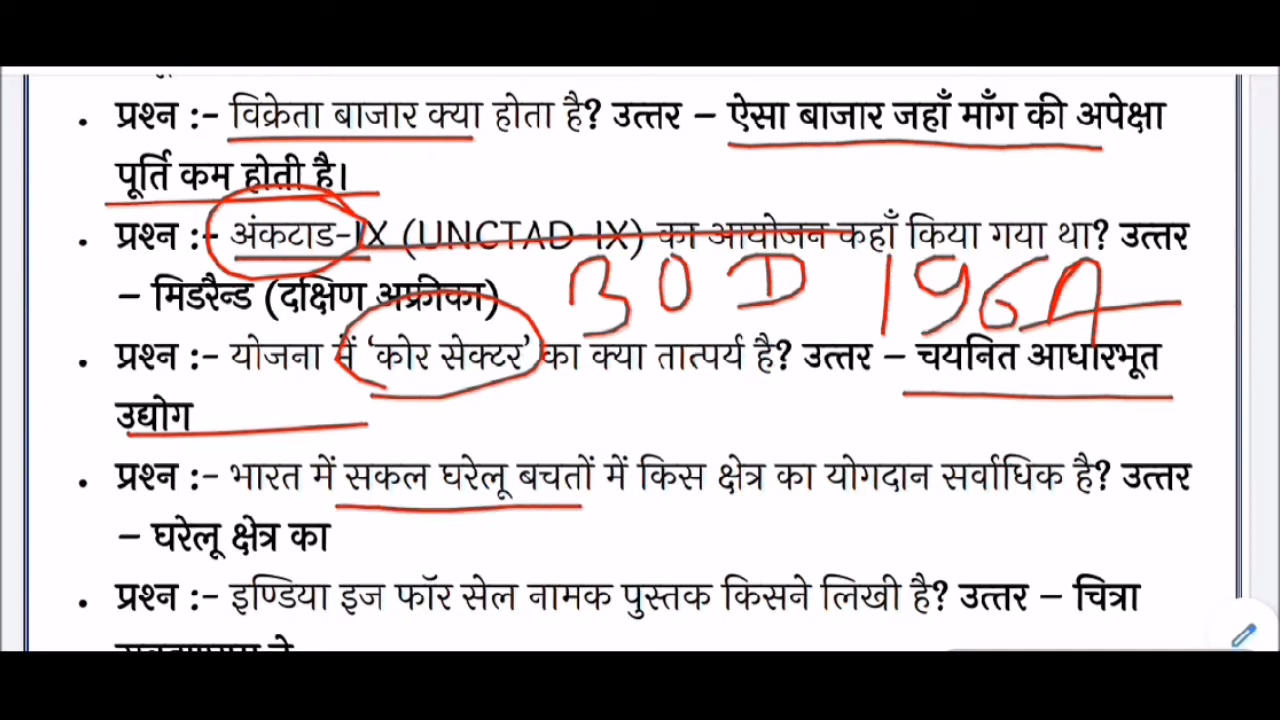 प्रश्न :- विक्रेता बाजार क्या होता है? उत्तर – ऐसा बाजार जहाँ माँग की अपेक्षा
पूर्ति कम होती है।
प्रश्न :- अंकटाड-IX (UNCTAD-IX) का आयोजन कहाँ किया गया था? उत्तर
– मिडरैन्ड (दक्षिण अफ्रीका)
30 D 1964
प्रश्न :- योजना में ‘कोर सेक्टर’ का क्या तात्पर्य है? उत्तर – चयनित आधारभूत
उद्योग
प्रश्न :- भारत में सकल घरेलू बचतों में किस क्षेत्र का योगदान सर्वाधिक है? उत्तर
– घरेलू क्षेत्र का
प्रश्न :- इण्डिया इज फॉर सेल नामक पुस्तक किसने लिखी है? उत्तर – चित्रा